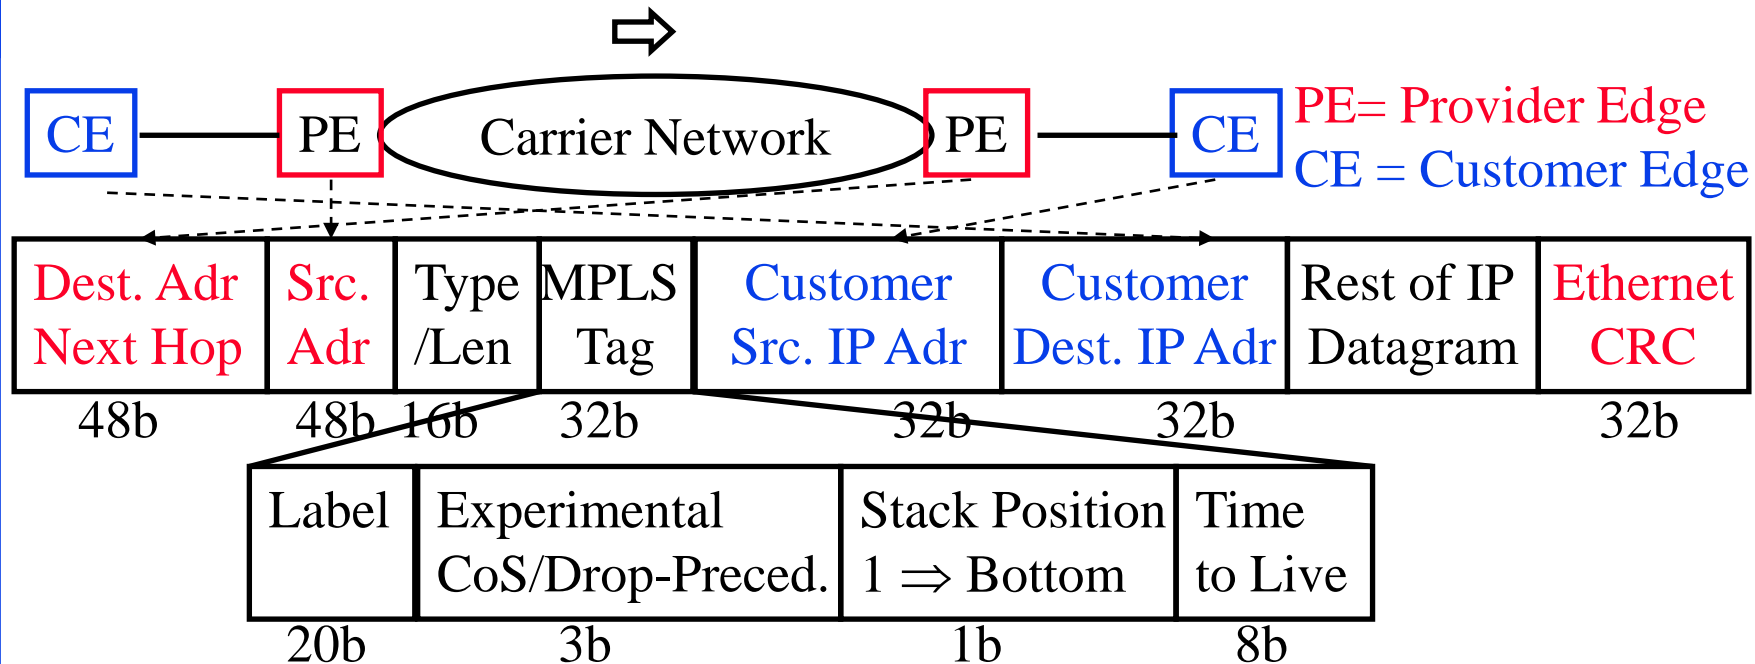 CE
PE
Carrier Network
PE
CE
PE= Provider Edge
CE = Customer Edge
Dest. Adr
Next Hop
Src.
Adr
Type
/Len
MPLS
Tag
Customer
Src. IP Adr
Customer
Dest. IP Adr
Rest of IP
Datagram
Ethernet
CRC
48b
48b
16b
32b
32b
32b
32b
Label
Experimental
CoS/Drop-Preced.
Stack Position
1 ⇒ Bottom
Time
to Live
20b
3b
1b
8b